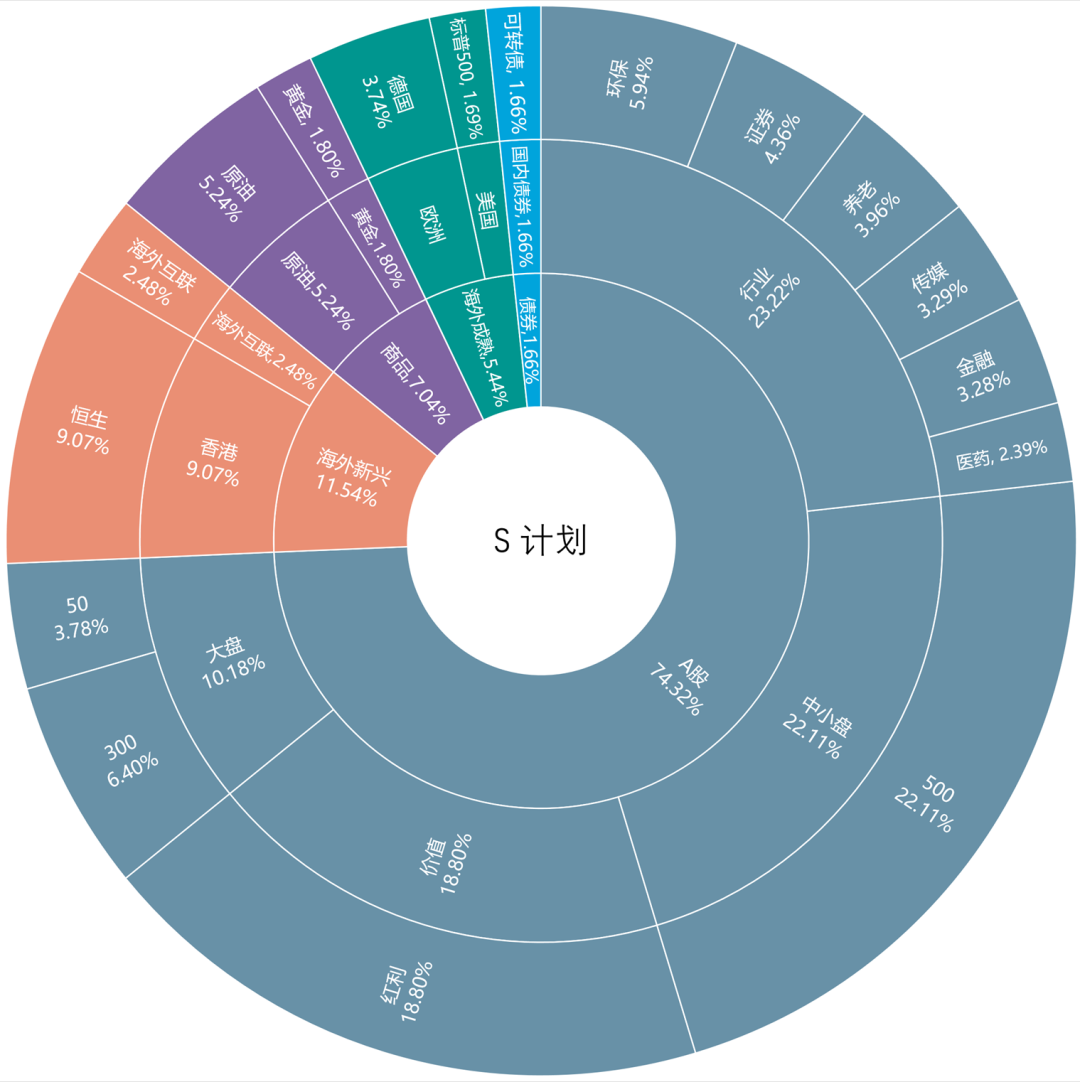 S 计划
A股
74.32%
行业
23.22%
环保
5.94%
证券
4.36%
养老
3.96%
传媒
3.29%
金融
3.28%
医药, 2.39%
中小盘
22.11%
500
22.11%
价值
18.80%
红利
18.80%
大盘
10.18%
300
6.40%
50
3.78%
海外新兴
11.54%
香港
9.07%
恒生
9.07%
海外互联,2.48%
海外互联
2.48%
商品,7.04%
原油,5.24%
原油
5.24%
黄金,1.80%
黄金, 1.80%
海外成熟,5.44%
欧洲
德国
3.74%
美国
标普500, 1.69%
债券,1.66%
国内债券,1.66%
可转债, 1.66%